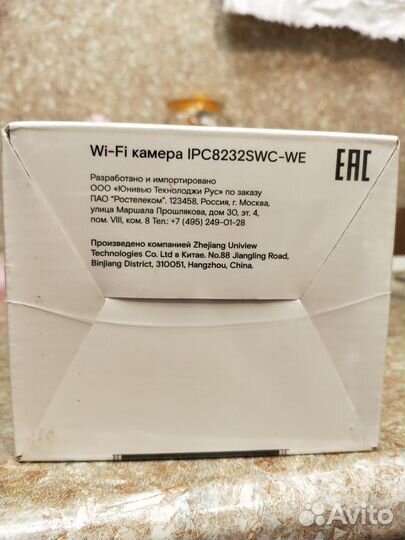 Wi-Fi камера IPC8232SWC-WE
EAC
Разработано и импортировано
ООО «Юнивью Текнолоджи Рус» по заказу
ПАО "Ростелеком". 123458, Россия, г. Москва,
улица Маршала Прошлякова, дом 30, эт. 4,
пом. VIII, ком. 8 Тел.: +7 (495) 249-01-28
Произведено компанией Zhejiang Uniview
Technologies Co. Ltd в Китае. No.88 Jiangling Road,
Binjiang District, 310051, Hangzhou, China.
Avito